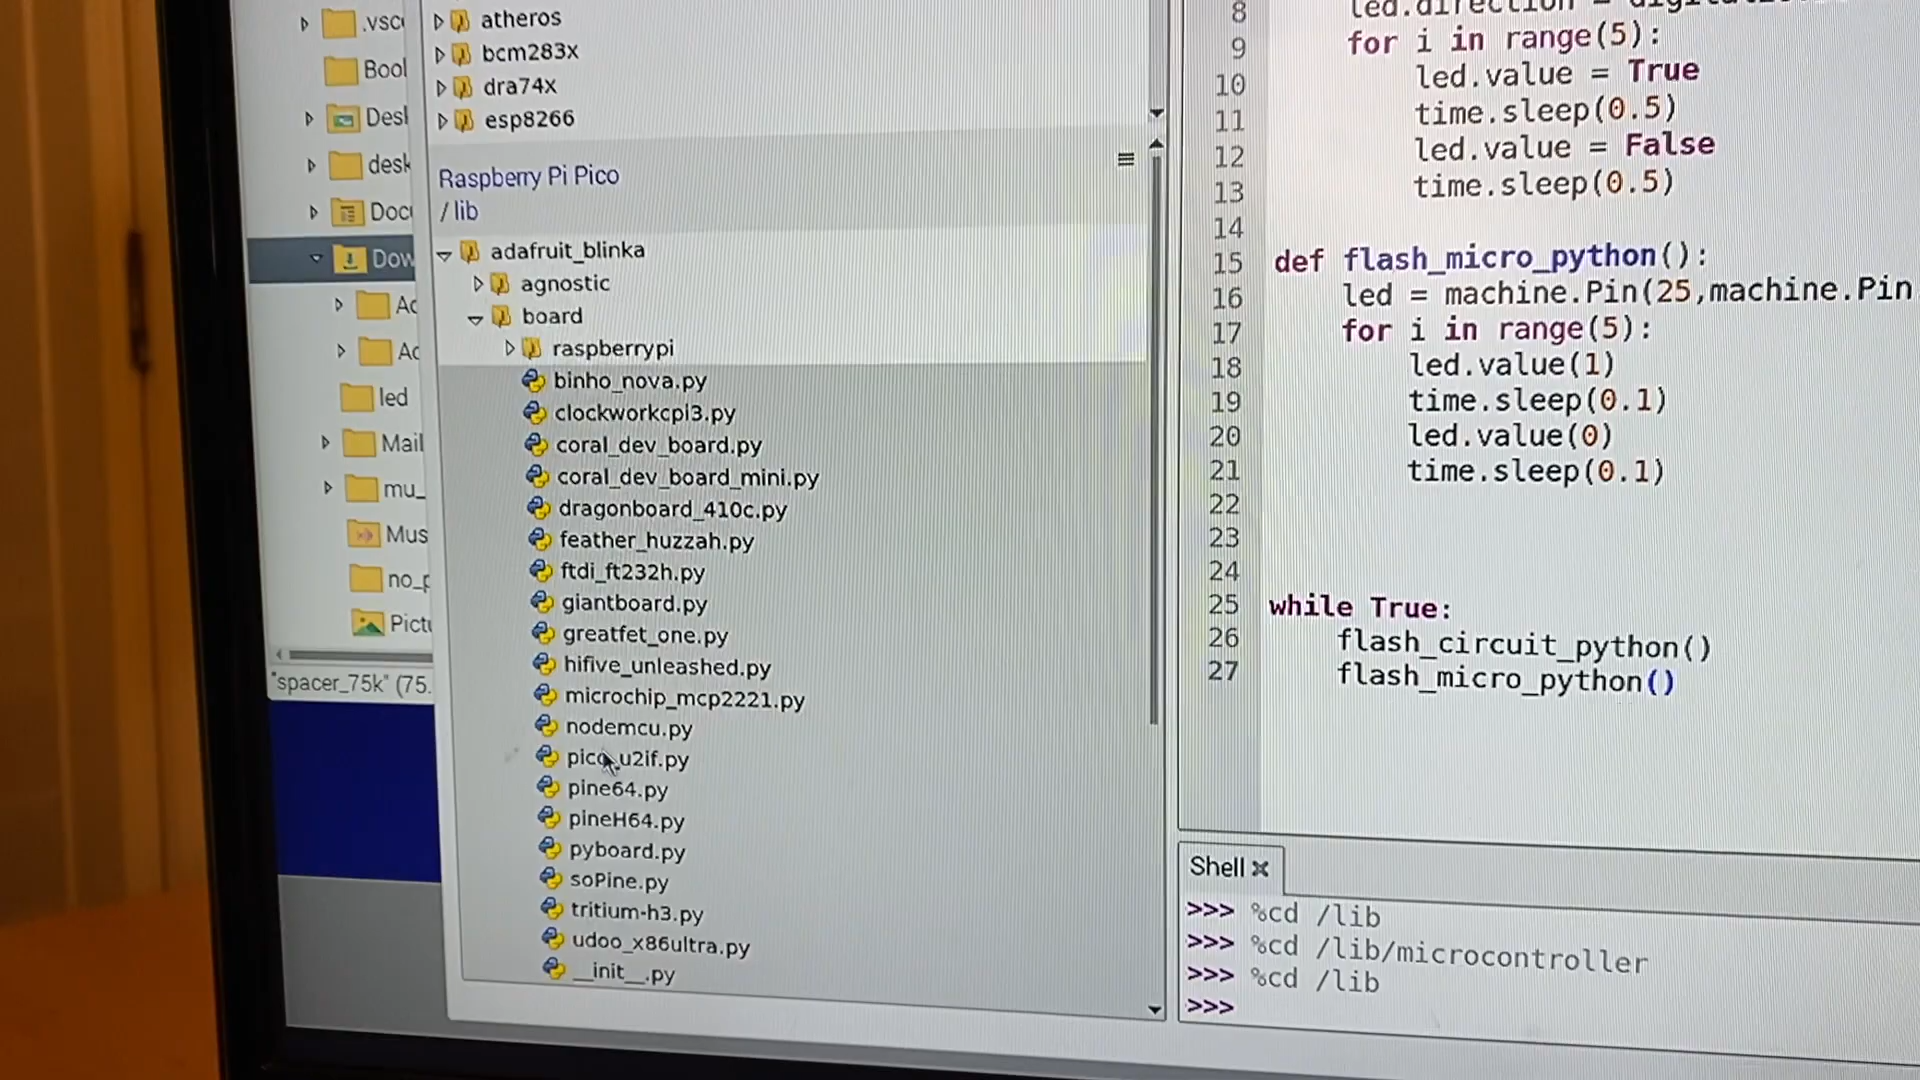 .vsc
Bool
Desk
desk
Doc
Dow
Ac
Ac
led
Mail
mu_
Mus
no_p
Pictu
"spacer_75k" (75.
atheros
bcm283x
dra74x
esp8266
Raspberry Pi Pico
/ lib
adafruit_blinka
agnostic
board
raspberrypi
binho_nova.py
clockworkcpi3.py
coral_dev_board.py
coral_dev_board_mini.py
dragonboard_410c.py
feather_huzzah.py
ftdi_ft232h.py
giantboard.py
greatfet_one.py
hifive_unleashed.py
microchip_mcp2221.py
nodemcu.py
pico_u2if.py
pine64.py
pineH64.py
pyboard.py
soPine.py
tritium-h3.py
udoo_x86ultra.py
__init__.py
8 led.direction =
9 for i in range(5):
10 led.value = True
11 time.sleep(0.5)
12 led.value = False
13 time.sleep(0.5)
14
15 def flash_micro_python():
16 led = machine.Pin(25,machine.Pin
17 for i in range(5):
18 led.value(1)
19 time.sleep(0.1)
20 led.value(0)
21 time.sleep(0.1)
22
23
24
25 while True:
26 flash_circuit_python()
27 flash_micro_python()
Shell
>>> %cd /lib
>>> %cd /lib/microcontroller
>>> %cd /lib
>>>